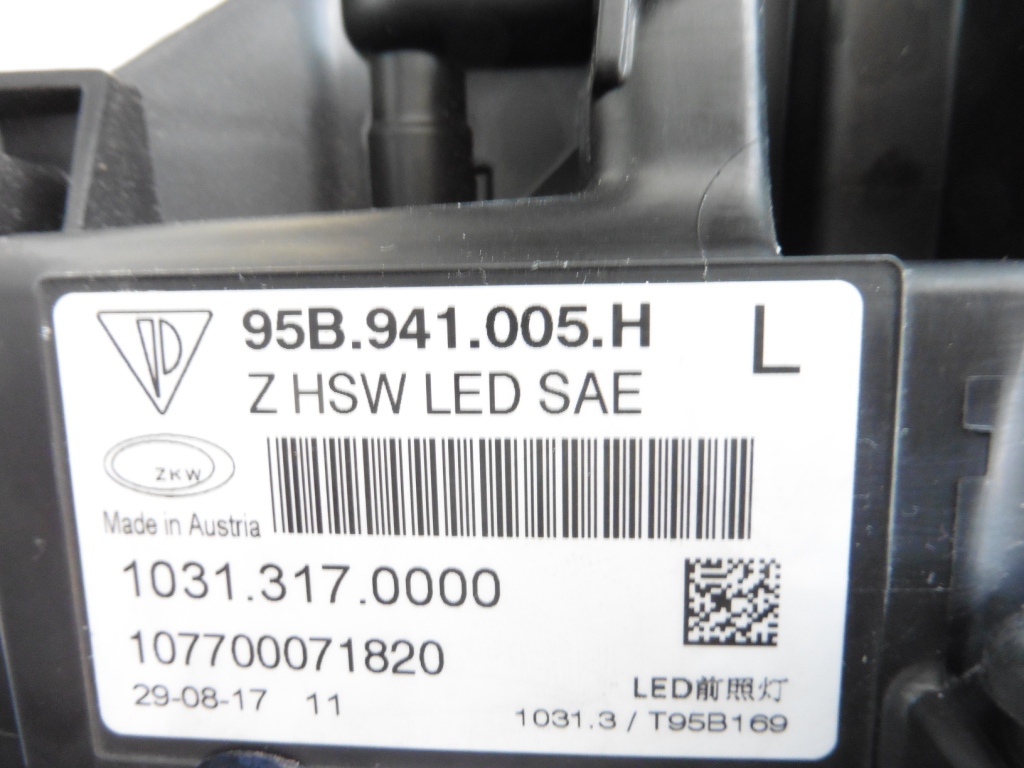 95B.941.005.H
L
Z HSW LED SAE
ZKW
Made in Austria
1031.317.0000
107700071820
29-08-17 11
LED前照灯
1031.3 / T95B169